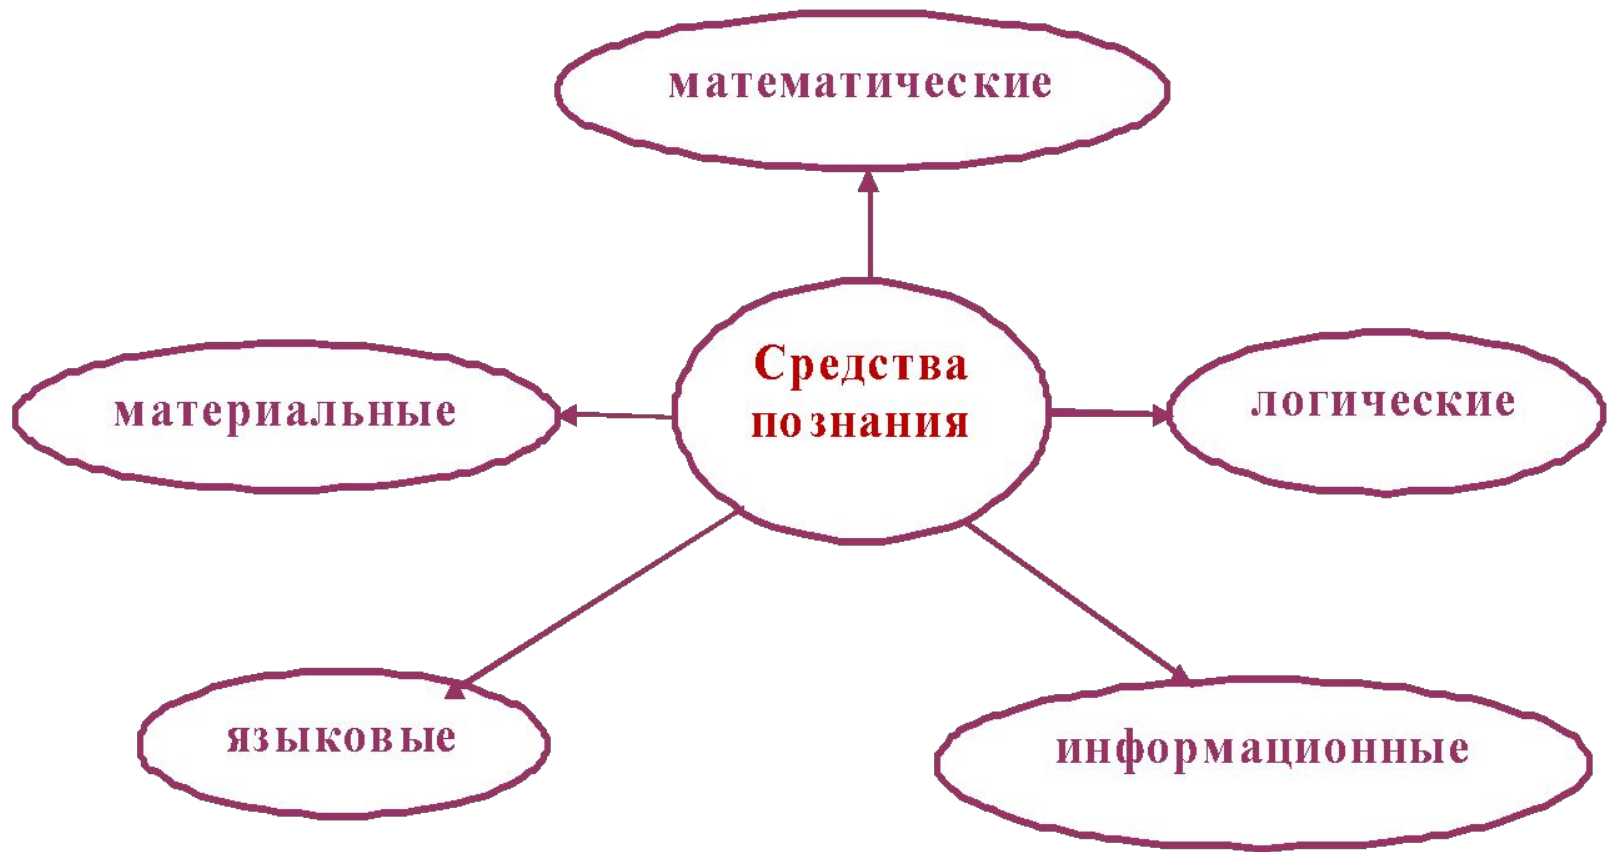 математические
Средства
познания
материальные
логические
языковые
информационные